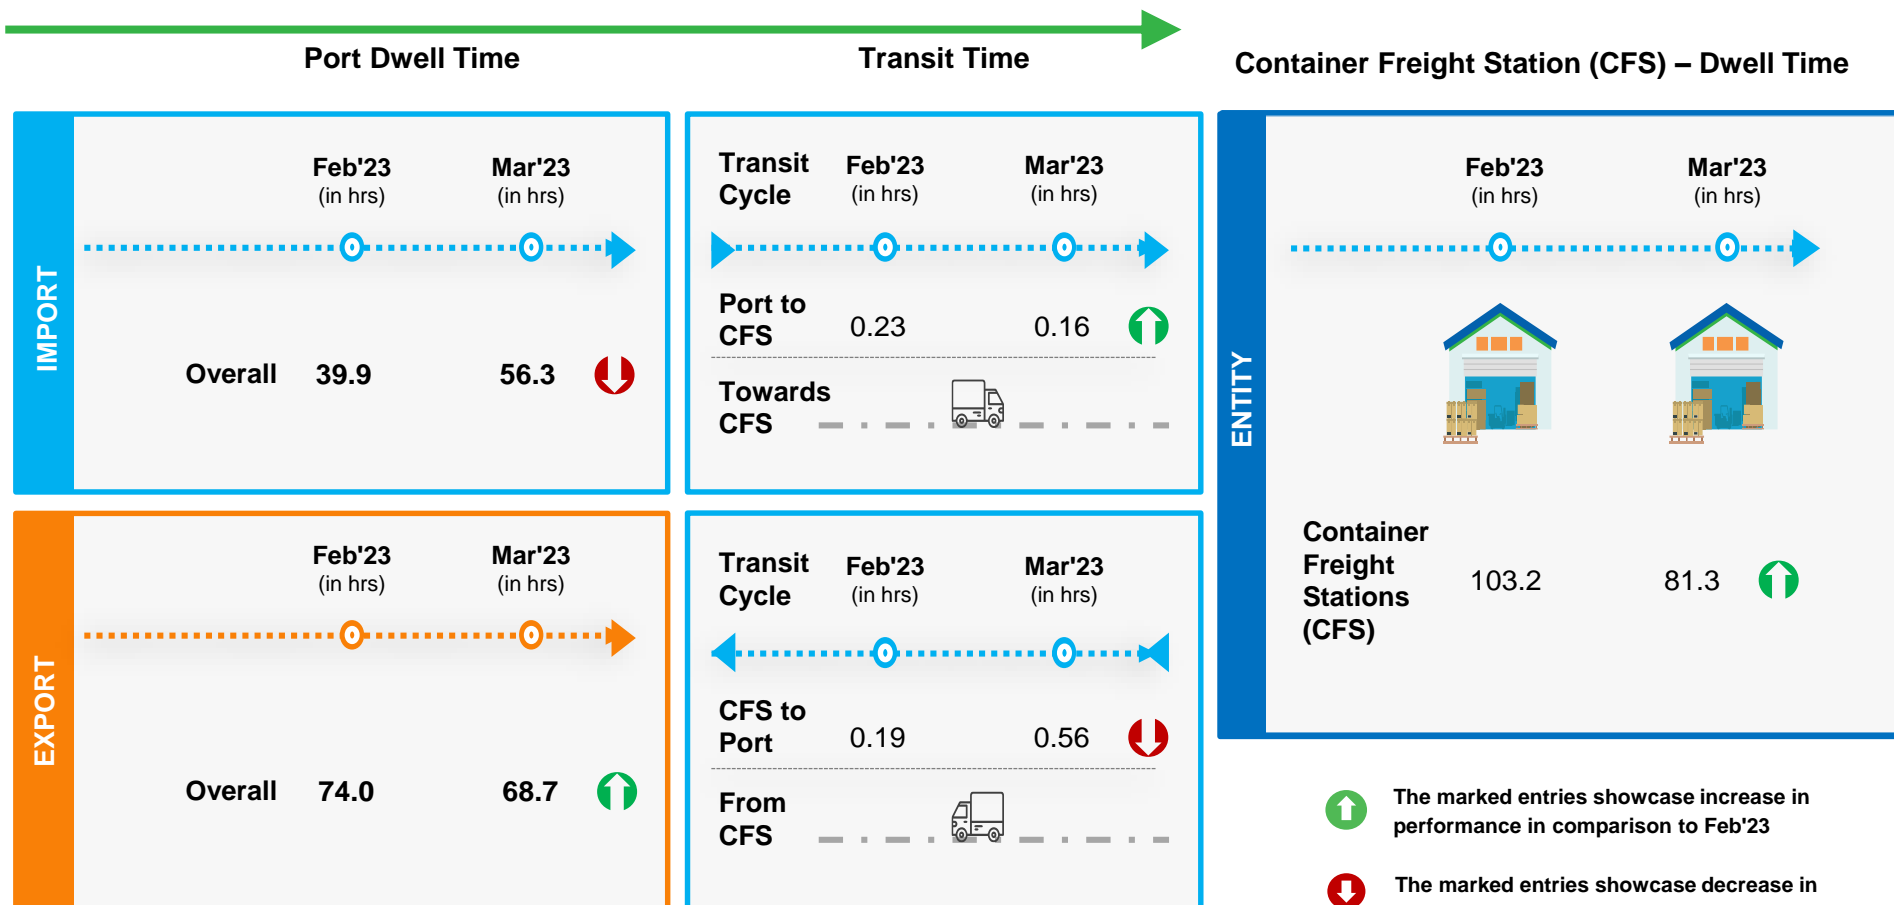 Port Dwell Time
Transit Time
Container Freight Station (CFS) – Dwell Time
IMPORT
Feb'23
(in hrs)
Mar'23
(in hrs)
Overall 39.9 56.3
Transit
Cycle
Feb'23
(in hrs)
Mar'23
(in hrs)
Port to
CFS
0.23 0.16
Towards
CFS
EXPORT
Feb'23
(in hrs)
Mar'23
(in hrs)
Overall 74.0 68.7
Transit
Cycle
Feb'23
(in hrs)
Mar'23
(in hrs)
CFS to
Port
0.19 0.56
From
CFS
ENTITY
Feb'23
(in hrs)
Mar'23
(in hrs)
Container
Freight
Stations
(CFS)
103.2 81.3
The marked entries showcase increase in
performance in comparison to Feb'23
The marked entries showcase decrease in